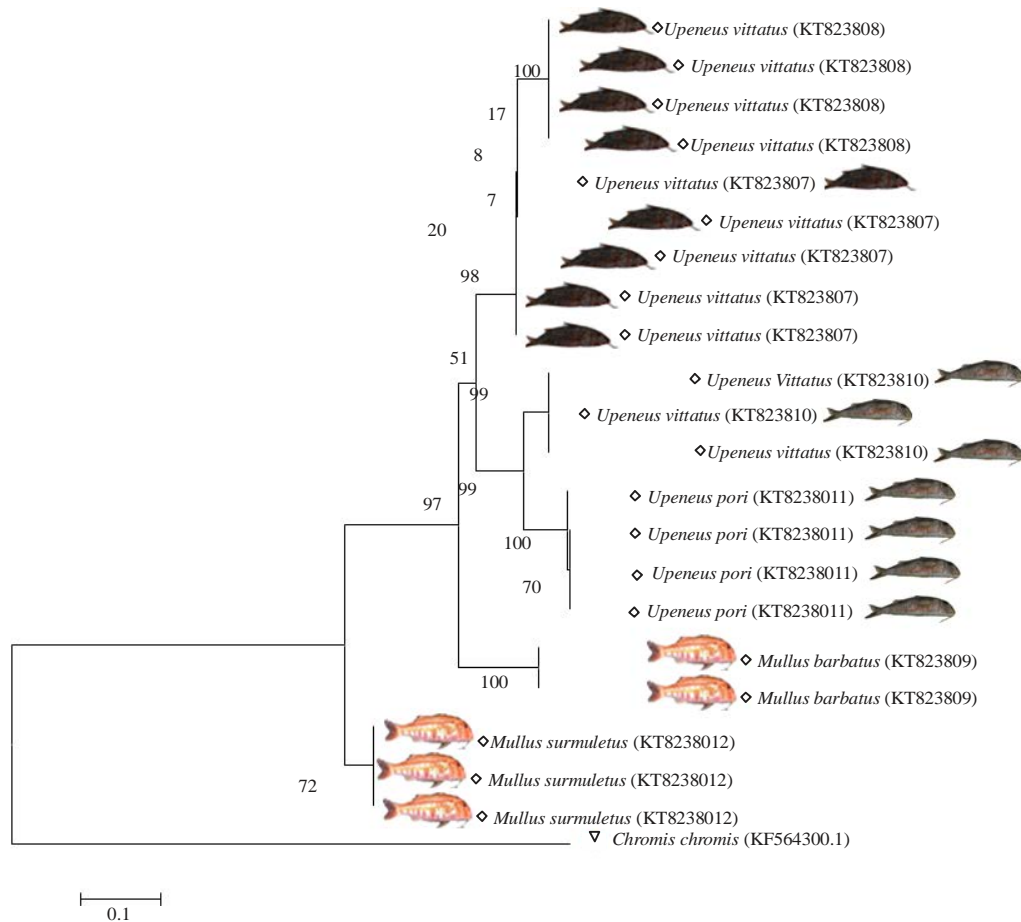 100
Upeneus vittatus (KT823808)
Upeneus vittatus (KT823808)
17
Upeneus vittatus (KT823808)
8
Upeneus vittatus (KT823808)
Upeneus vittatus (KT823807)
7
20
Upeneus vittatus (KT823807)
Upeneus vittatus (KT823807)
98
Upeneus vittatus (KT823807)
Upeneus vittatus (KT823807)
51
99
Upeneus Vittatus (KT823810)
Upeneus vittatus (KT823810)
Upeneus vittatus (KT823810)
99
97
Upeneus pori (KT8238011)
Upeneus pori (KT8238011)
100
Upeneus pori (KT8238011)
70
Upeneus pori (KT8238011)
Mullus barbatus (KT823809)
100
Mullus barbatus (KT823809)
Mullus surmuletus (KT8238012)
72
Mullus surmuletus (KT8238012)
Mullus surmuletus (KT8238012)
Chromis chromis (KF564300.1)
0.1